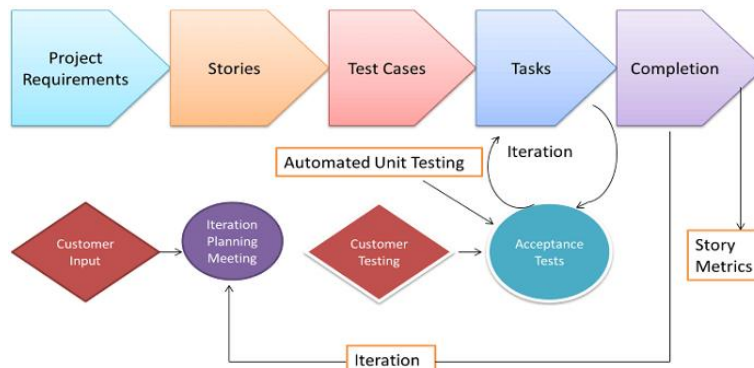 Project
Requirements
Stories
Test Cases
Tasks
Completion
Automated Unit Testing
Iteration
Customer
Input
Iteration
Planning
Meeting
Customer
Testing
Acceptance
Tests
Story
Metrics
Iteration